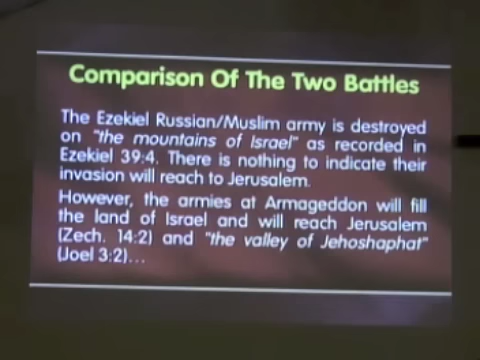 Comparison Of The Two Battles
The Ezekiel Russian/Muslim army is destroyed
on "the mountains of Israel" as recorded in
Ezekiel 39:4. There is nothing to indicate their
invasion will reach to Jerusalem.
However, the armies at Armageddon will fill
the land of Israel and will reach Jerusalem
(Zech. 14:2) and "the valley of Jehoshaphat"
(Joel 3:2)...